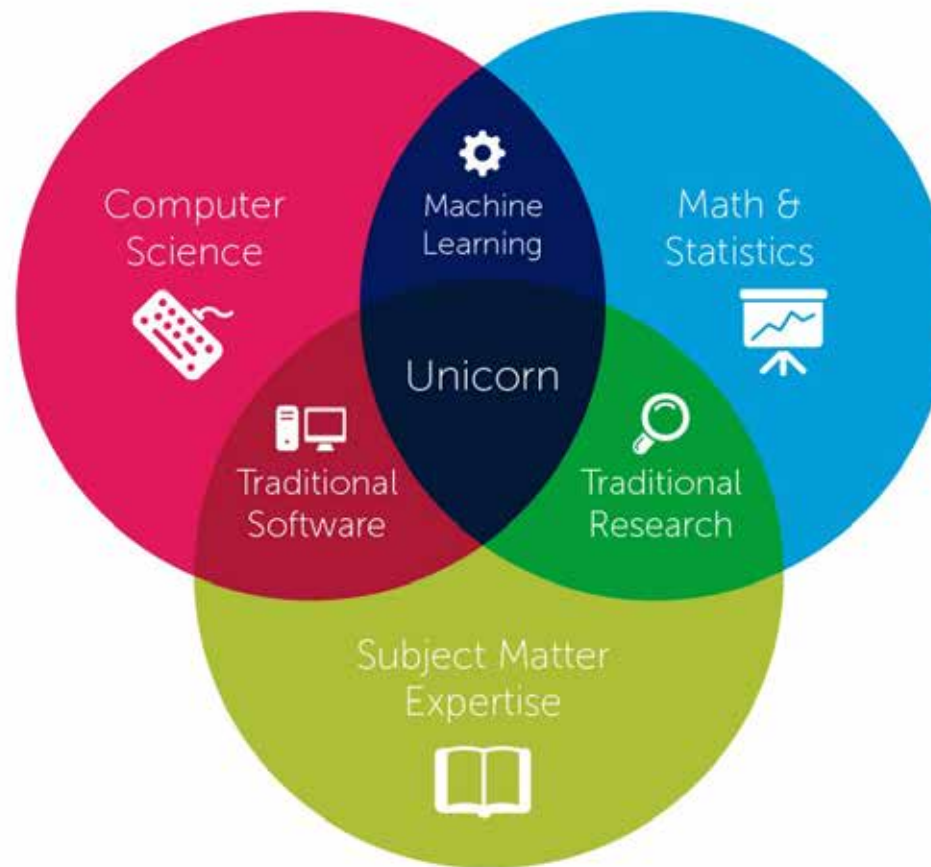 Computer
Science
Machine
Learning
Math &
Statistics
Unicorn
Traditional
Software
Traditional
Research
Subject Matter
Expertise